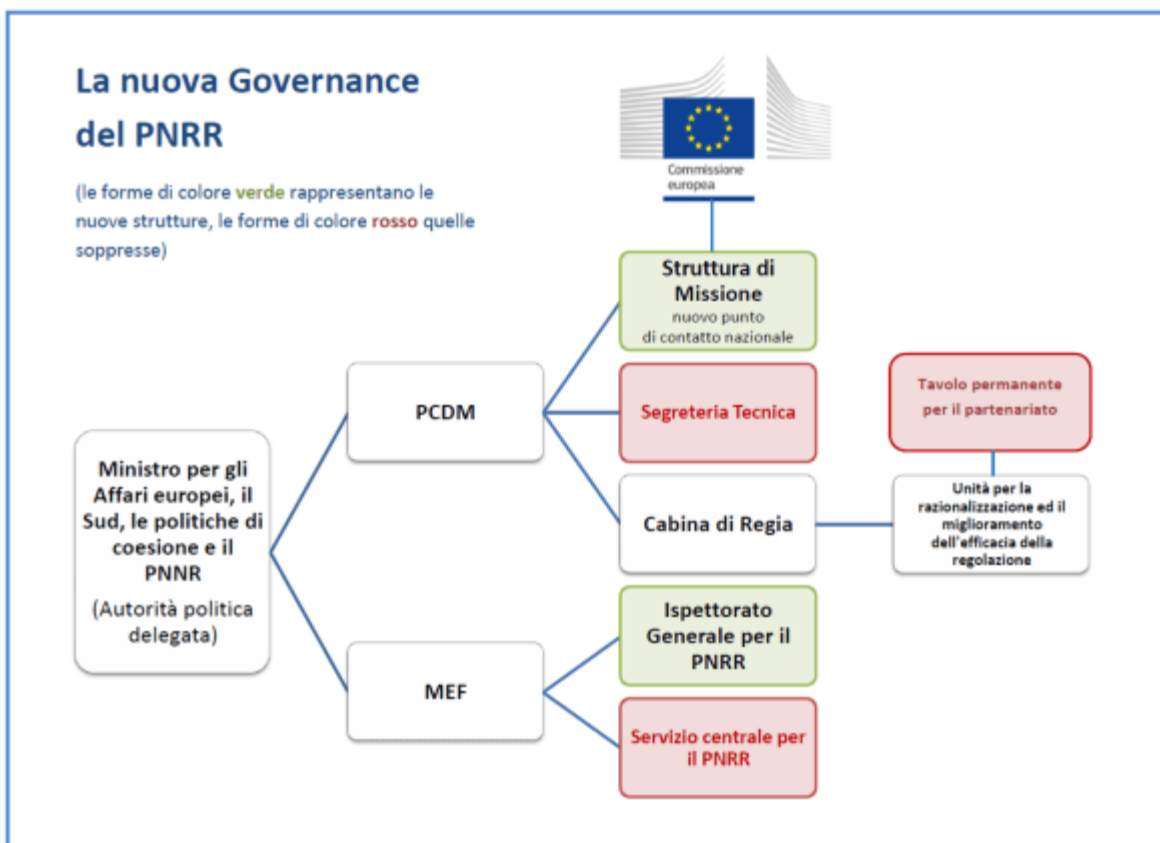 La nuova Governance
del PNRR
(le forme di colore verde rappresentano le
nuove strutture, le forme di colore rosso quelle
soppresse)
Commissione
europea
Struttura di
Missione
nuovo punto
di contatto nazionale
PCDM
Segreteria Tecnica
Tavolo permanente
per il partenariato
Ministro per gli
Affari europei, il
Sud, le politiche di
coesione e il
PNNR
(Autorità politica
delegata)
Cabina di Regia
Unità per la
razionalizzazione ed il
miglioramento
dell'efficacia della
regolazione
Ispettorato
Generale per il
PNRR
MEF
Servizio centrale per
il PNRR